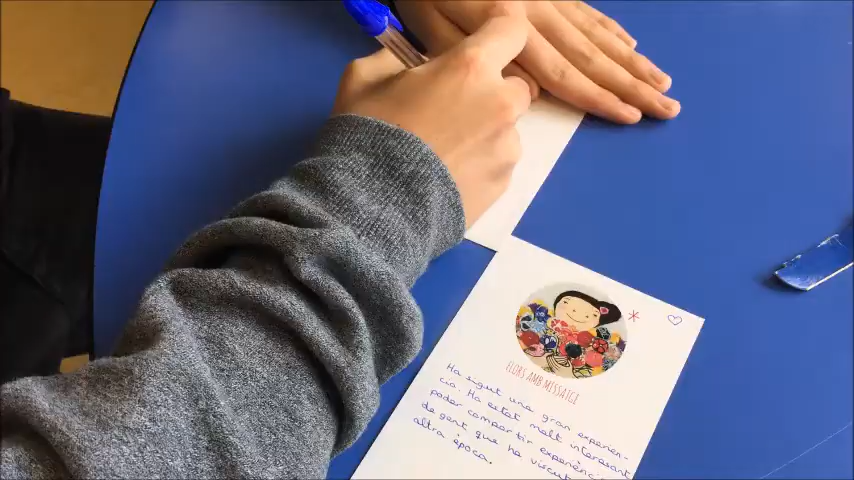 FLORS AMB MISSATGE
Ha sigut una gran experièn-
cia. Ha estat molt interesant
poder compartir experiències
de gent que ha viscut
altra època.